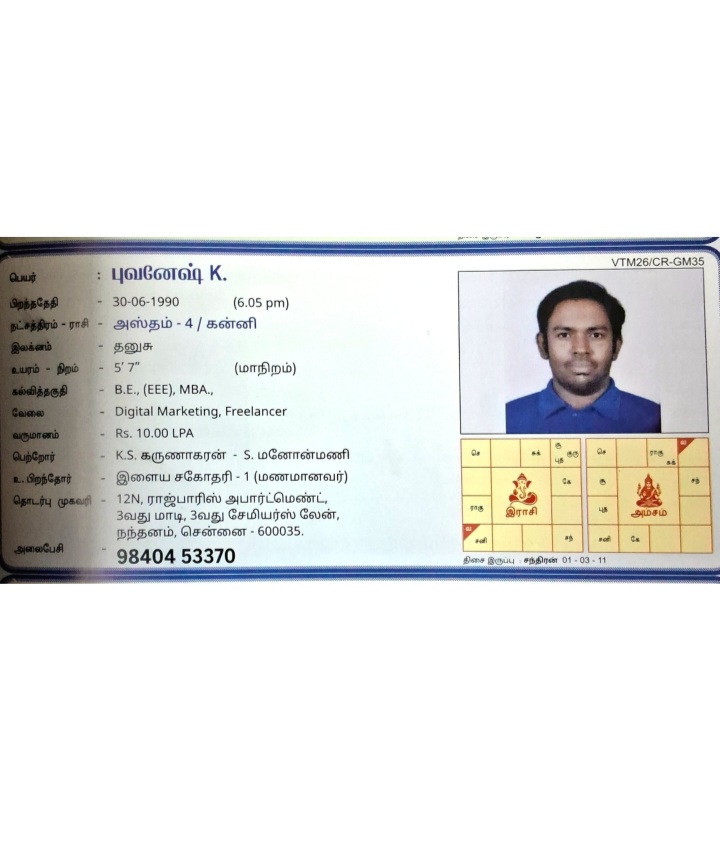 VTM26/CR-GM35
பெயர் : புவனேஷ் K.
பிறந்ததேதி - 30-06-1990 (6.05 pm)
நட்சத்திரம் - ராசி - அஸ்தம் - 4 / கன்னி
இலக்னம் - தனுசு
உயரம் - நிறம் - 5' 7" (மாநிறம்)
கல்வித்தகுதி - B.E., (EEE), MBA.,
வேலை - Digital Marketing, Freelancer
வருமானம் - Rs. 10.00 LPA
பெற்றோர் - K.S. கருணாகரன் - S. மனோன்மணி
உ.பிறந்தோர் - இளைய சகோதரி - 1 (மணமானவர்)
தொடர்பு முகவரி - 12N, ராஜ்பாரிஸ் அபார்ட்மெண்ட்,
3வது மாடி, 3வது சேமியர்ஸ் லேன்,
நந்தனம், சென்னை - 600035.
அலைபேசி - 98404 53370
செ சுக் சூ புத குரு
கே
ராகு இராசி
ல சனி சந்
செ ராகு சுக் ல
சூ சந்
புத அம்சம்
சனி கே
திசை இருப்பு : சந்திரன் 01 - 03 - 11